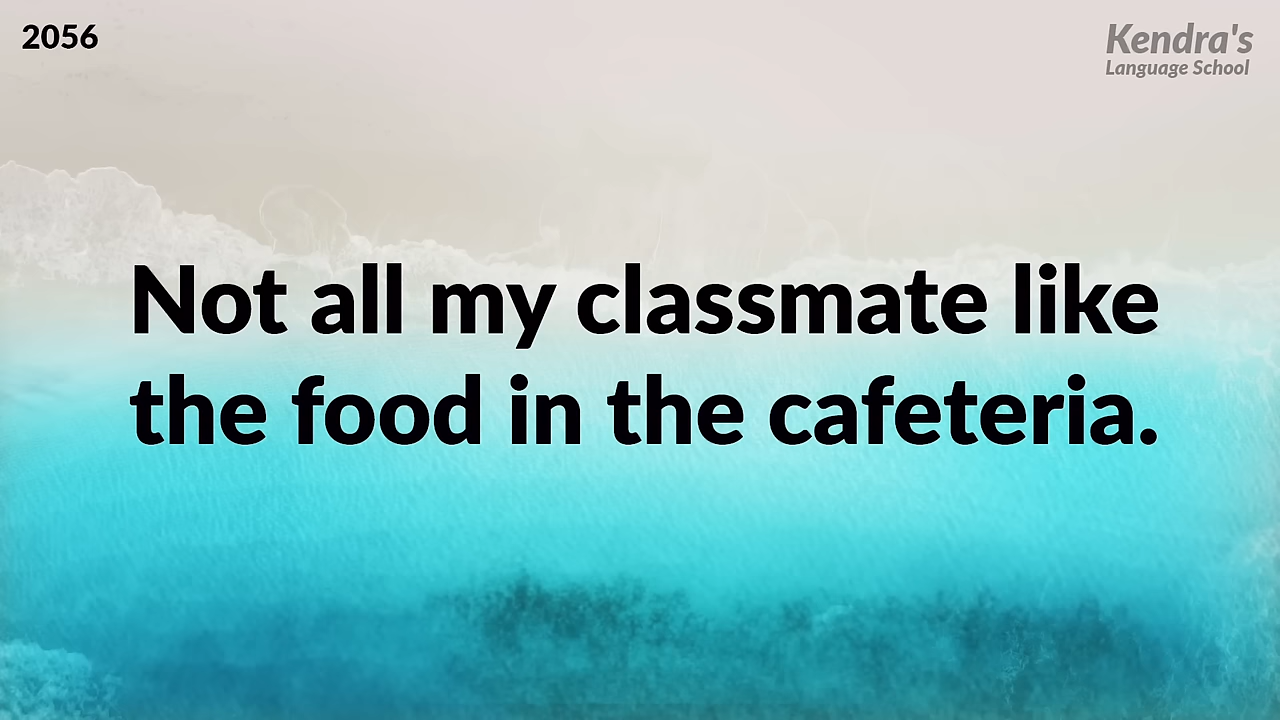 2056
Kendra's
Language School
Not all my classmate like
the food in the cafeteria.